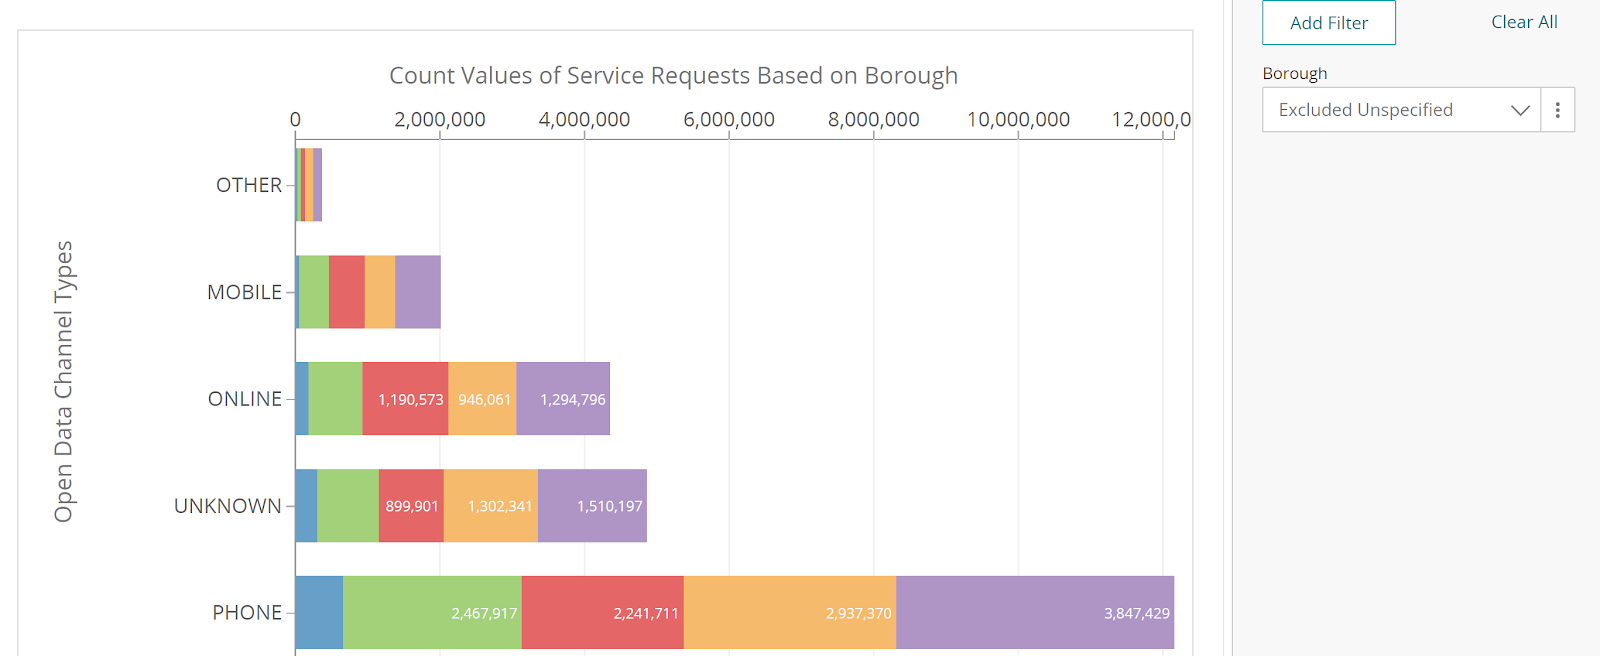 Add Filter
Clear All
Borough
Excluded Unspecified
Count Values of Service Requests Based on Borough
0 2,000,000 4,000,000 6,000,000 8,000,000 10,000,000 12,000,0
Open Data Channel Types
OTHER
MOBILE
ONLINE 1,190,573 946,061 1,294,796
UNKNOWN 899,901 1,302,341 1,510,197
PHONE 2,467,917 2,241,711 2,937,370 3,847,429